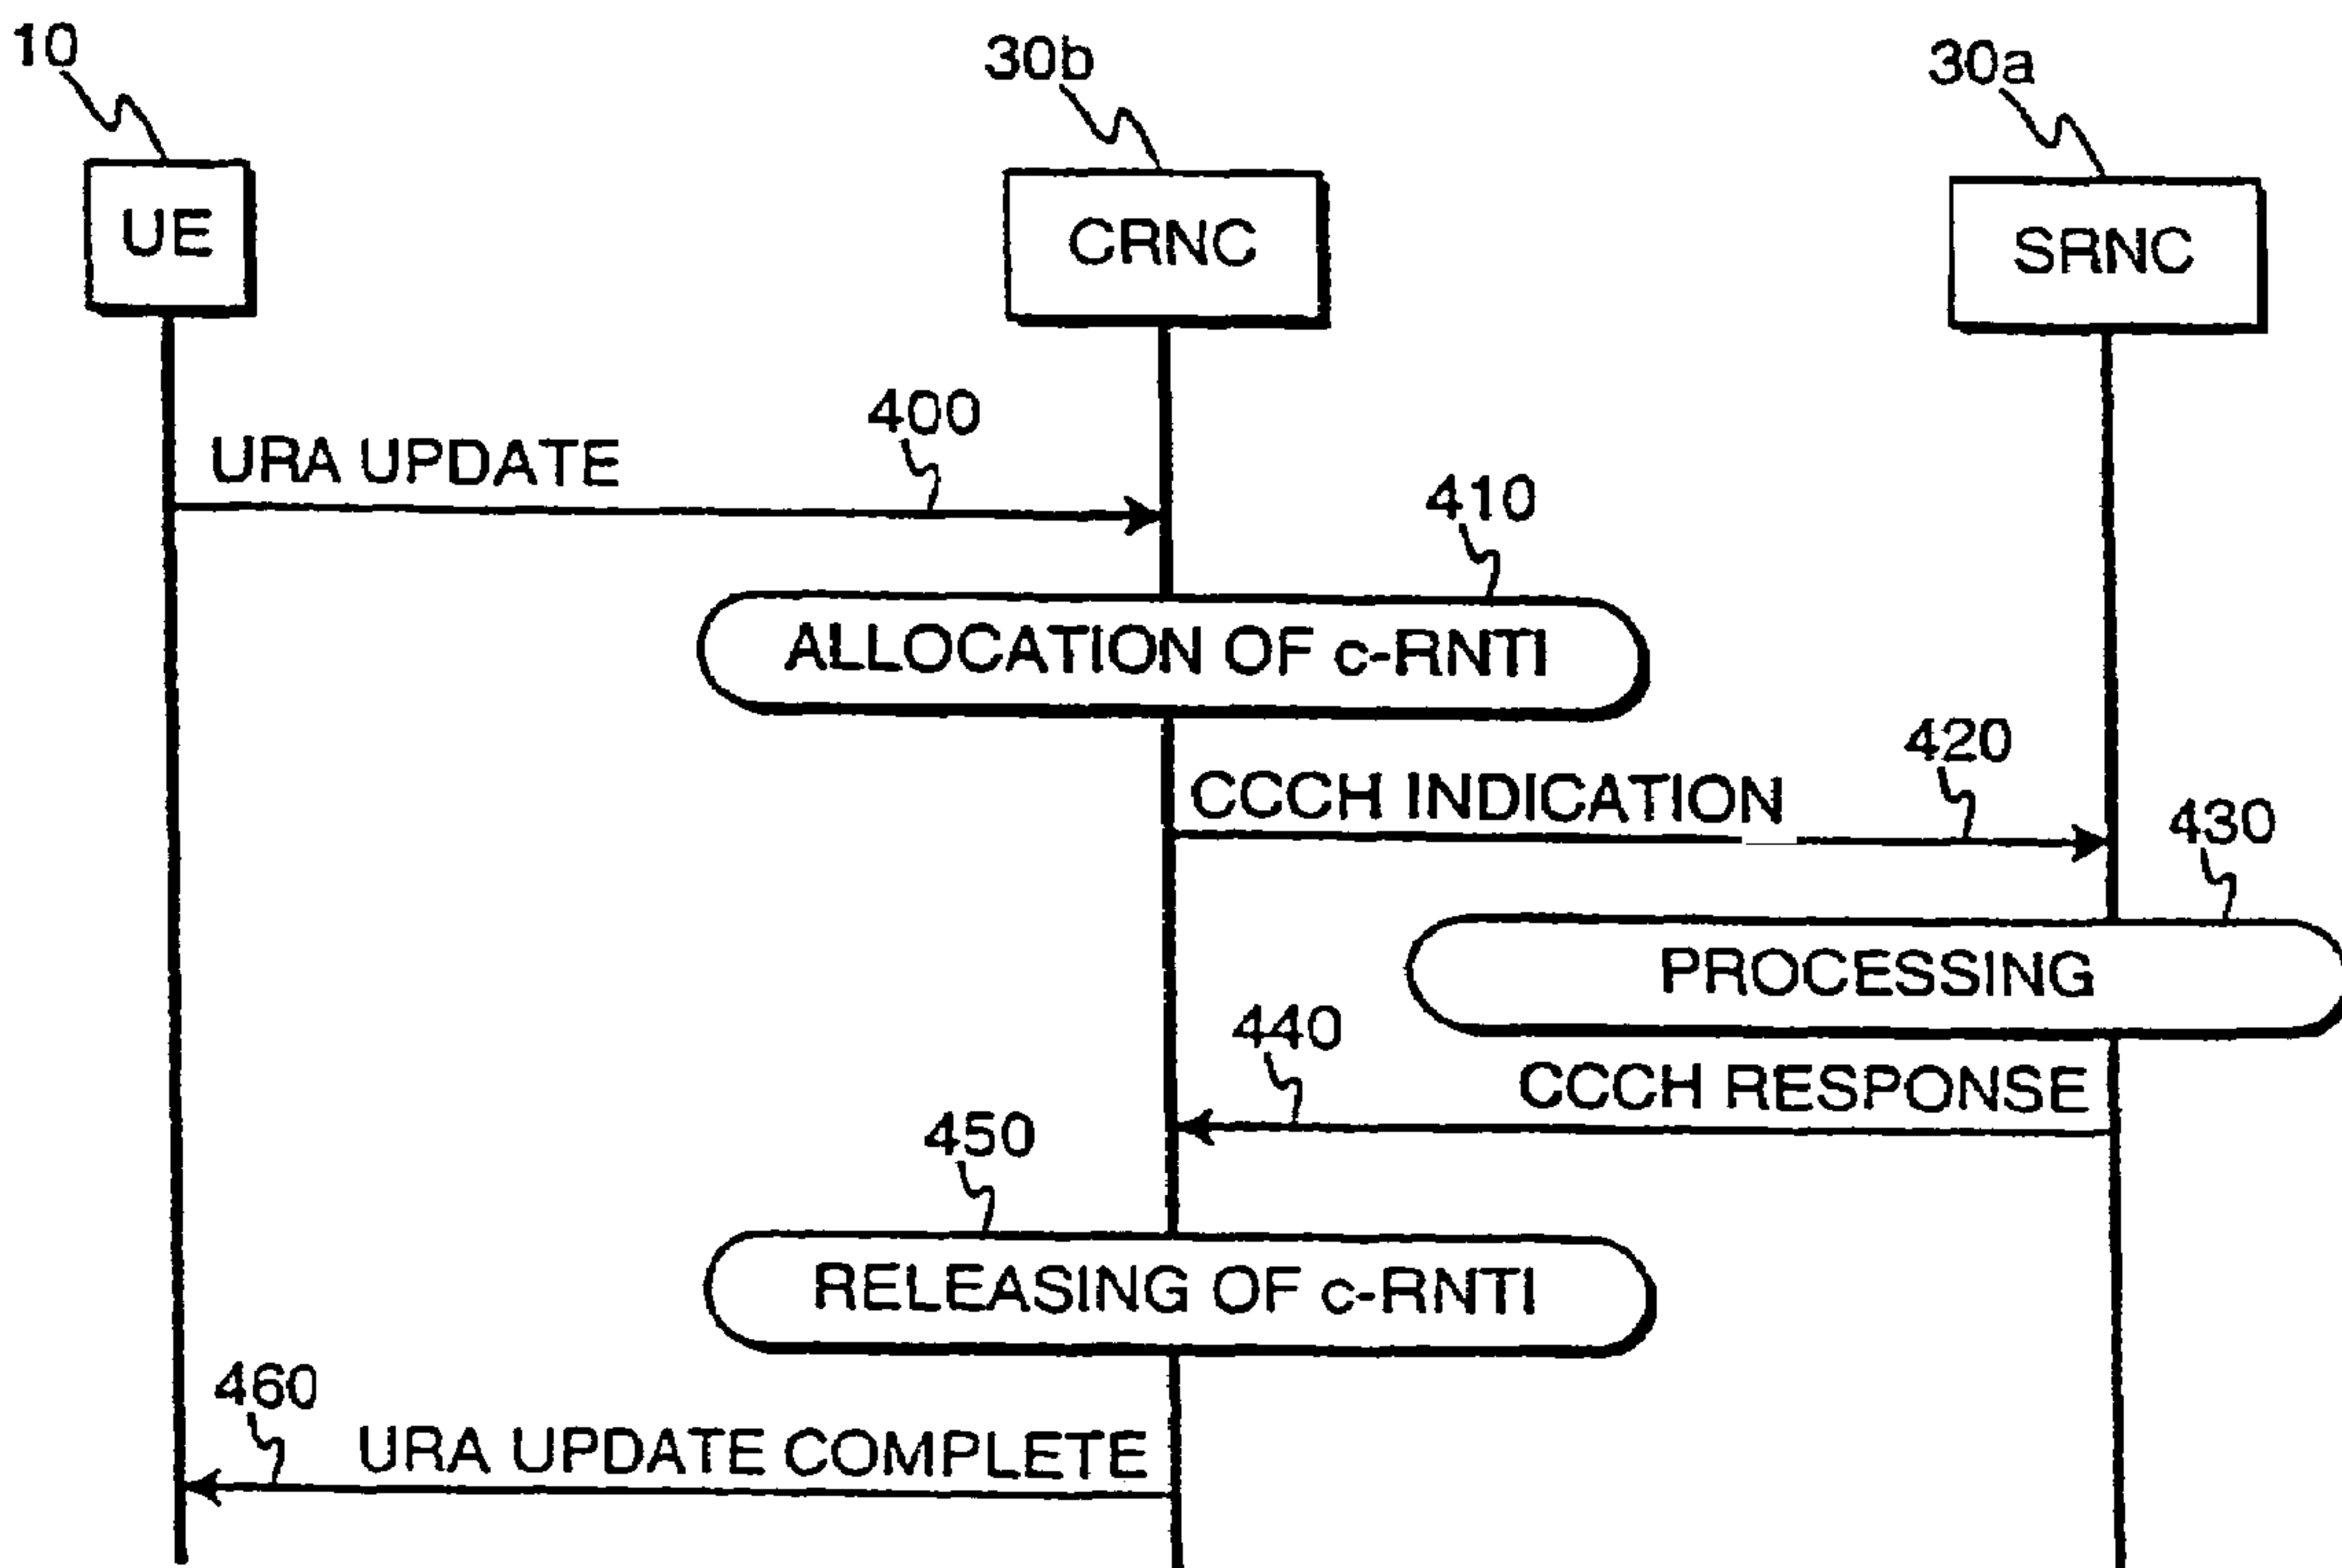 10
30b
30a
UE
CRNC
SRNC
400
URA UPDATE
410
ALLOCATION OF c-RNTI
420
CCCH INDICATION
430
PROCESSING
440
CCCH RESPONSE
450
RELEASING OF c-RNTI
460
URA UPDATE COMPLETE